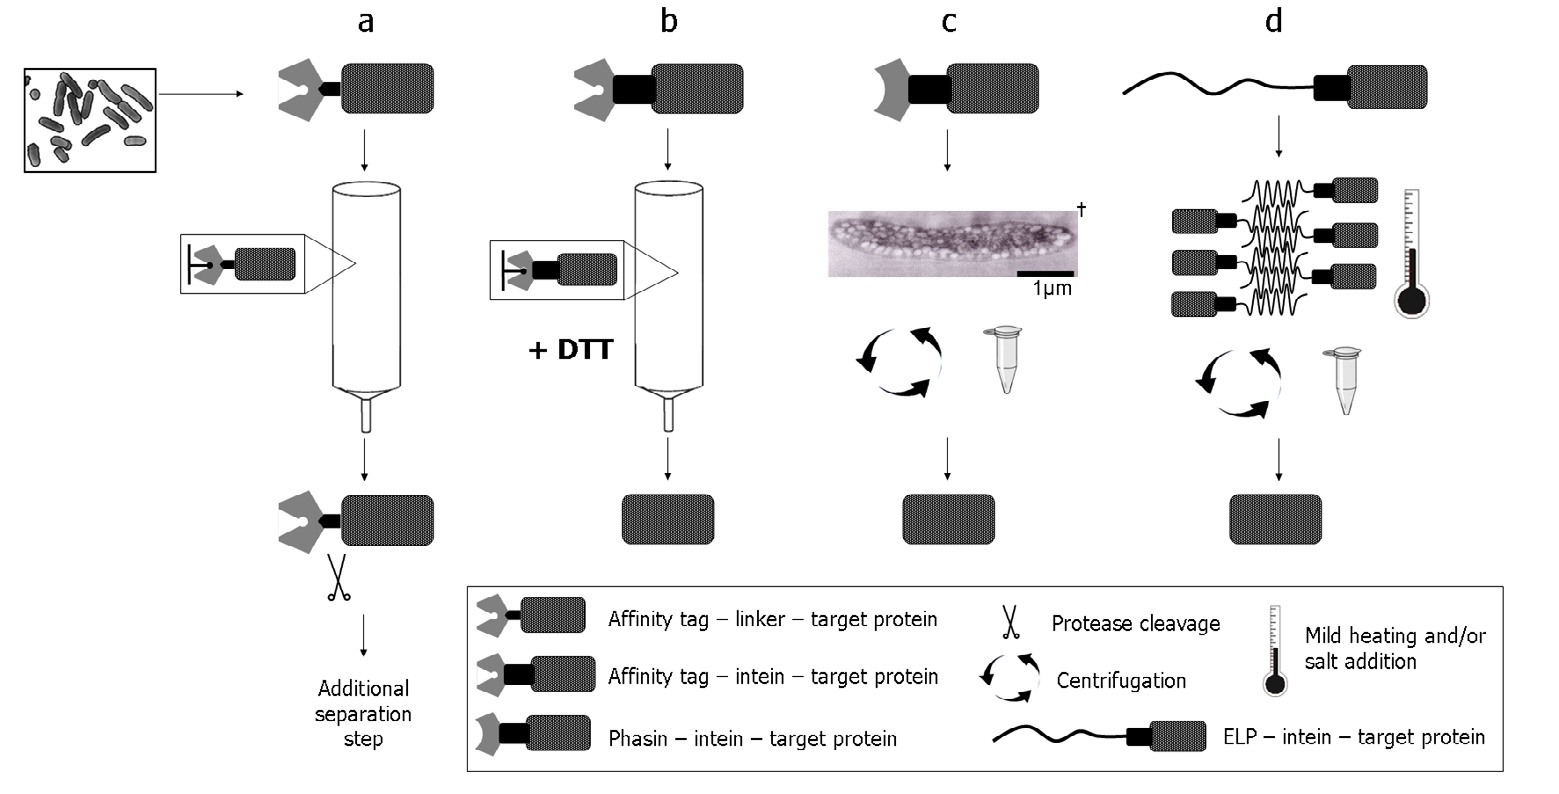 a
b
c
d
†
1µm
+ DTT
Additional
separation
step
Affinity tag – linker – target protein
Affinity tag – intein – target protein
Phasin – intein – target protein
Protease cleavage
Centrifugation
Mild heating and/or
salt addition
ELP – intein – target protein